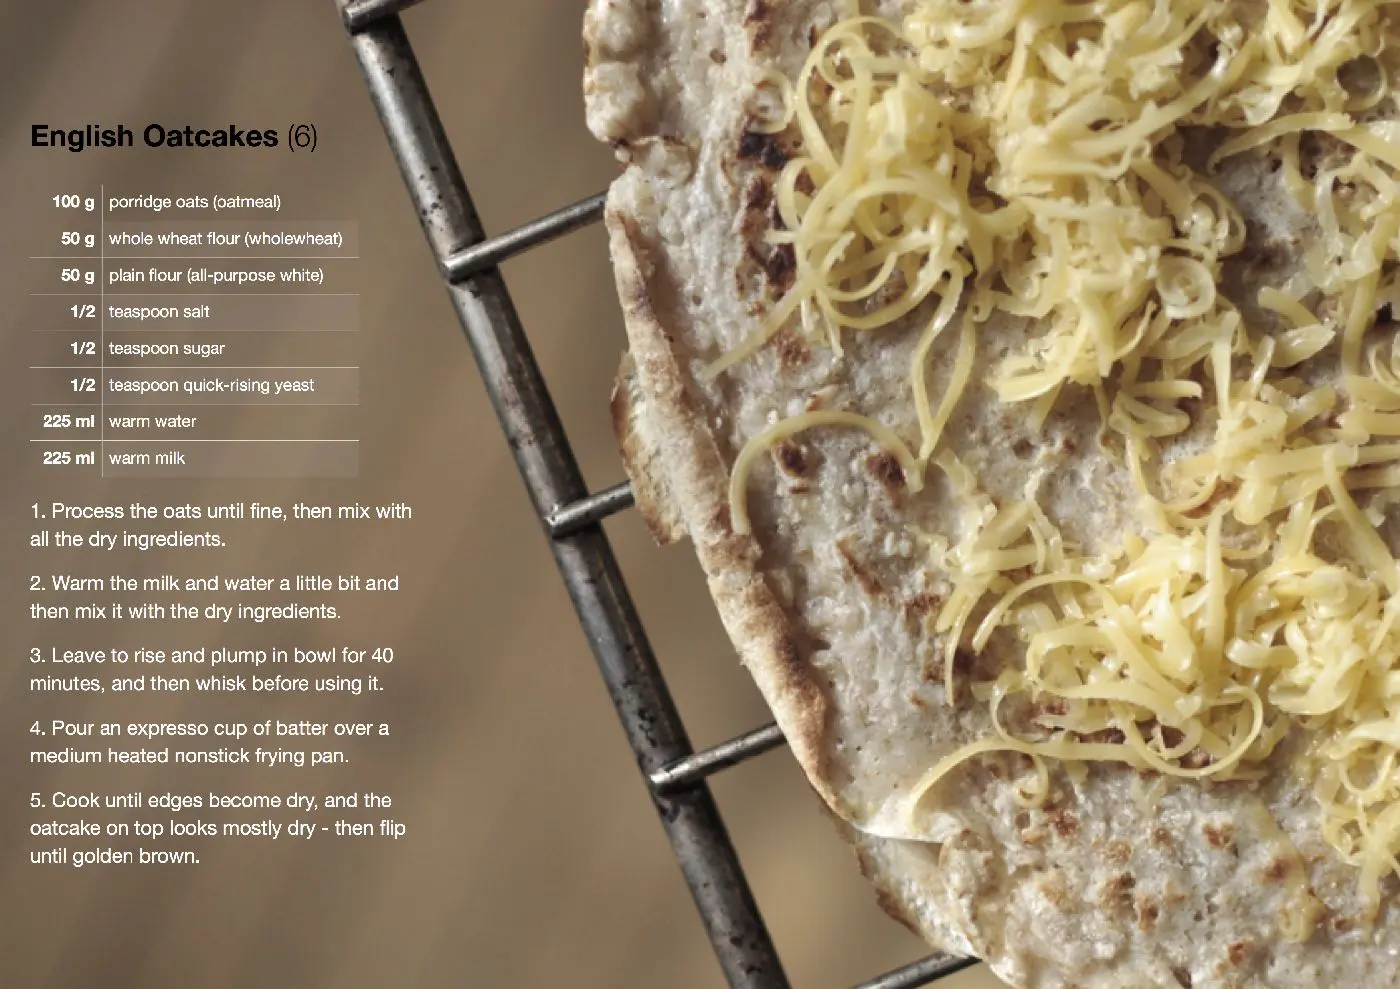 English Oatcakes (6)
100 g porridge oats (oatmeal)
50 g whole wheat flour (wholewheat)
50 g plain flour (all-purpose white)
1/2 teaspoon salt
1/2 teaspoon sugar
1/2 teaspoon quick-rising yeast
225 ml warm water
225 ml warm milk
1. Process the oats until fine, then mix with
all the dry ingredients.
2. Warm the milk and water a little bit and
then mix it with the dry ingredients.
3. Leave to rise and plump in bowl for 40
minutes, and then whisk before using it.
4. Pour an expresso cup of batter over a
medium heated nonstick frying pan.
5. Cook until edges become dry, and the
oatcake on top looks mostly dry - then flip
until golden brown.